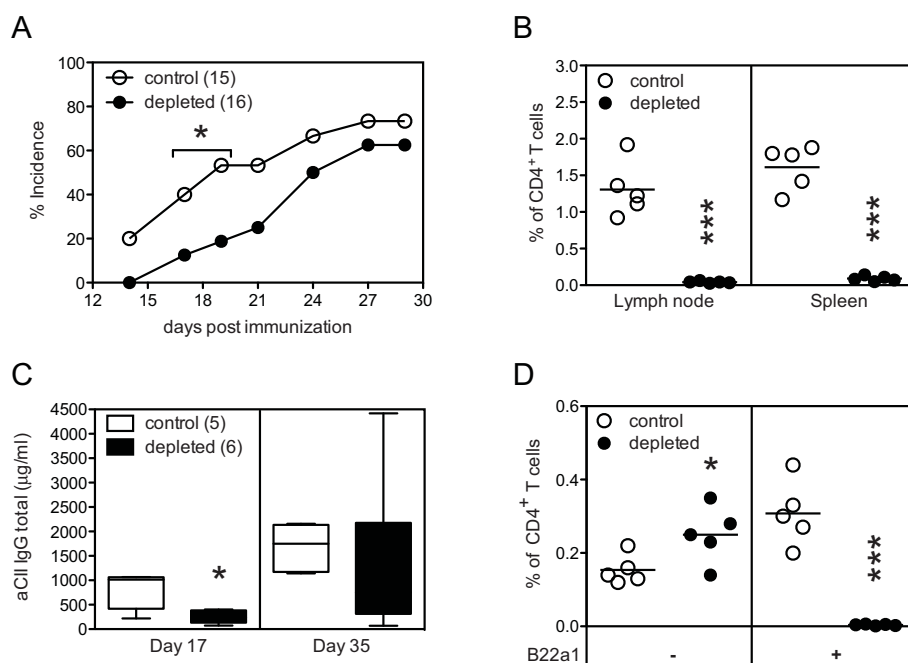 A
100
80
60
40
20
0
% Incidence
control (15)
depleted (16)
*
12 15 18 21 24 27 30
days post immunization
B
3.0
2.5
2.0
1.5
1.0
0.5
0.0
% of CD4⁺ T cells
control
depleted
***
***
Lymph node
Spleen
C
4500
4000
3500
3000
2500
2000
1500
1000
500
0
aCII IgG total (µg/ml)
control (5)
depleted (6)
*
Day 17
Day 35
D
0.6
0.4
0.2
0.0
% of CD4⁺ T cells
control
depleted
*
***
B22a1 - +